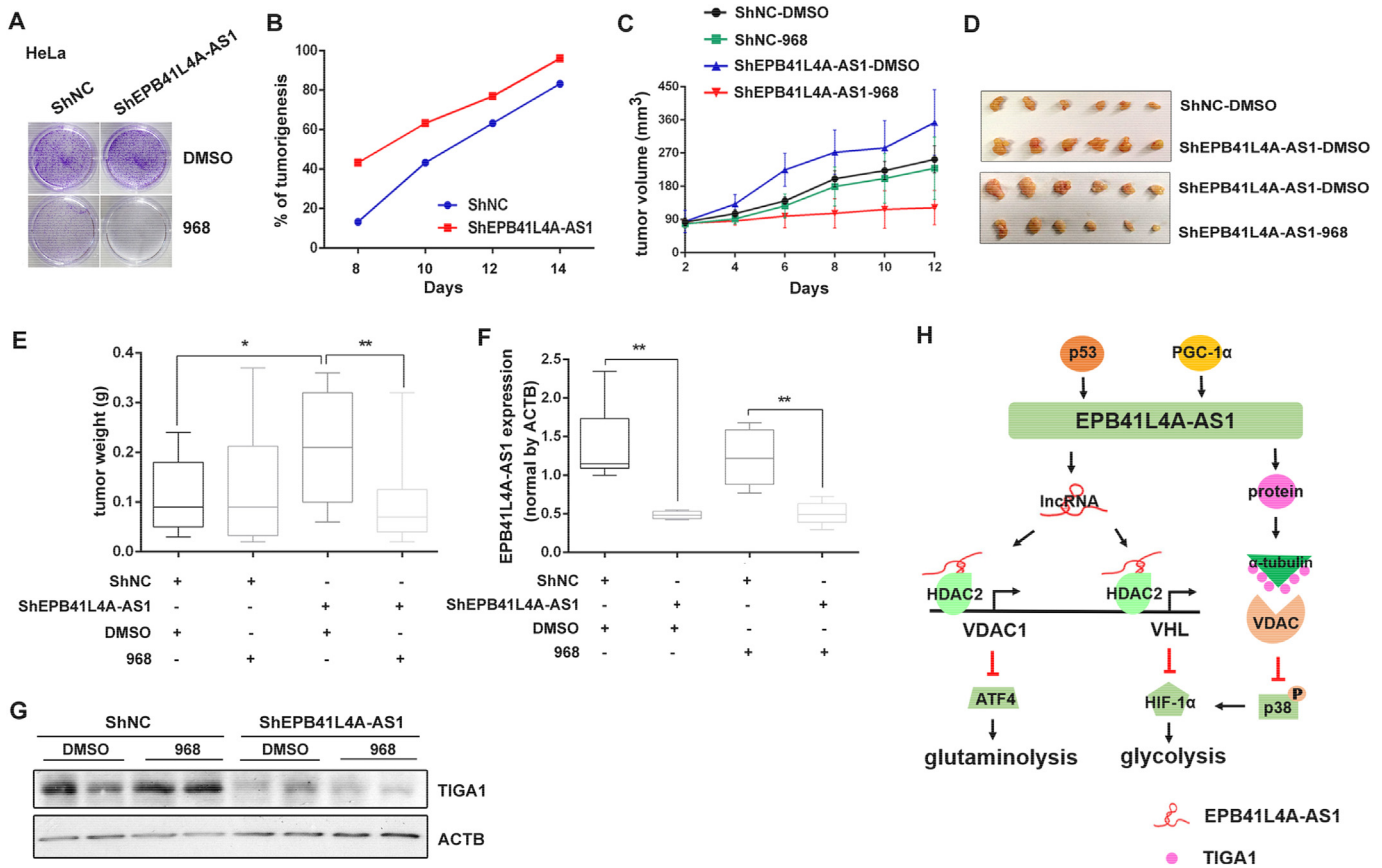 A
HeLa
ShNC
ShEPB41L4A-AS1
DMSO
968
B
% of tumorigenesis
100
80
60
40
20
0
ShNC
ShEPB41L4A-AS1
8 10 12 14
Days
C
ShNC-DMSO
ShNC-968
ShEPB41L4A-AS1-DMSO
ShEPB41L4A-AS1-968
tumor volume (mm3)
450
360
270
180
90
0
2 4 6 8 10 12
Days
D
ShNC-DMSO
ShEPB41L4A-AS1-DMSO
ShEPB41L4A-AS1-DMSO
ShEPB41L4A-AS1-968
E
tumor weight (g)
0.4
0.3
0.2
0.1
0.0
* **
ShNC + + - -
ShEPB41L4A-AS1 - - + +
DMSO + - + -
968 - + - +
F
EPB41L4A-AS1 expression
(normal by ACTB)
2.5
2.0
1.5
1.0
0.5
0.0
** **
ShNC + - + -
ShEPB41L4A-AS1 - + - +
DMSO + + - -
968 - - + +
G
ShNC ShEPB41L4A-AS1
DMSO 968 DMSO 968
TIGA1
ACTB
H
p53 PGC-1α
EPB41L4A-AS1
lncRNA
protein
α-tubulin
HDAC2 HDAC2
VDAC
VDAC1 VHL
P
ATF4 HIF-1α p38
glutaminolysis glycolysis
EPB41L4A-AS1
TIGA1